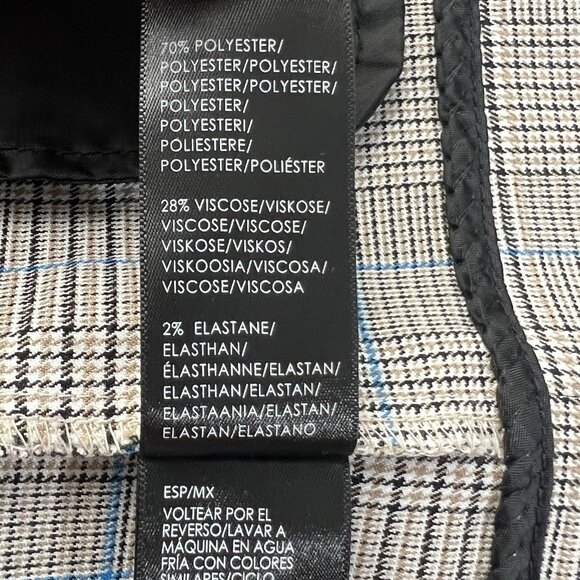 70% POLYESTER/
POLYESTER/POLYESTER/
POLYESTER/POLYESTER/
POLYESTER/
POLYESTERI/
POLIESTERE/
POLYESTER/POLIÉSTER
28% VISCOSE/VISKOSE/
VISCOSE/VISCOSE/
VISKOSE/VISKOS/
VISKOOSIA/VISCOSA/
VISCOSE/VISCOSA
2% ELASTANE/
ELASTHAN/
ÉLASTHANNE/ELASTAN/
ELASTHAN/ELASTAN/
ELASTAANIA/ELASTAN/
ELASTAN/ELASTANO
ESP/MX
VOLTEAR POR EL
REVERSO/LAVAR A
MÁQUINA EN AGUA
FRÍA CON COLORES
SIMILARES/CICLO